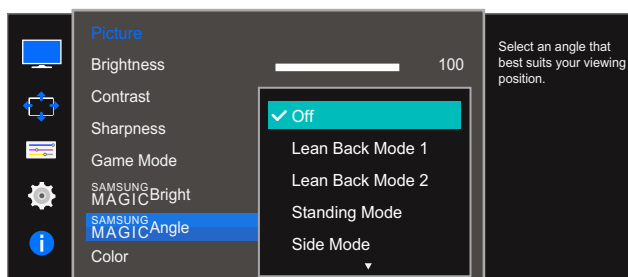 Picture
Brightness 100
Contrast
Sharpness
Game Mode
SAMSUNG
MAGICBright
SAMSUNG
MAGICAngle
Color
Off
Lean Back Mode 1
Lean Back Mode 2
Standing Mode
Side Mode
Select an angle that
best suits your viewing
position.